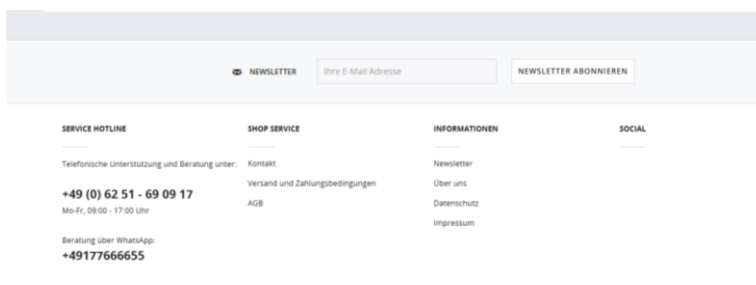 NEWSLETTER
Ihre E-Mail Adresse
NEWSLETTER ABONNIEREN
SERVICE HOTLINE
Telefonische Unterstützung und Beratung unter:
+49 (0) 62 51 - 69 09 17
Mo-Fr, 09:00 - 17:00 Uhr
Beratung über WhatsApp:
+49177666655
SHOP SERVICE
Kontakt
Versand und Zahlungsbedingungen
AGB
INFORMATIONEN
Newsletter
Über uns
Datenschutz
Impressum
SOCIAL